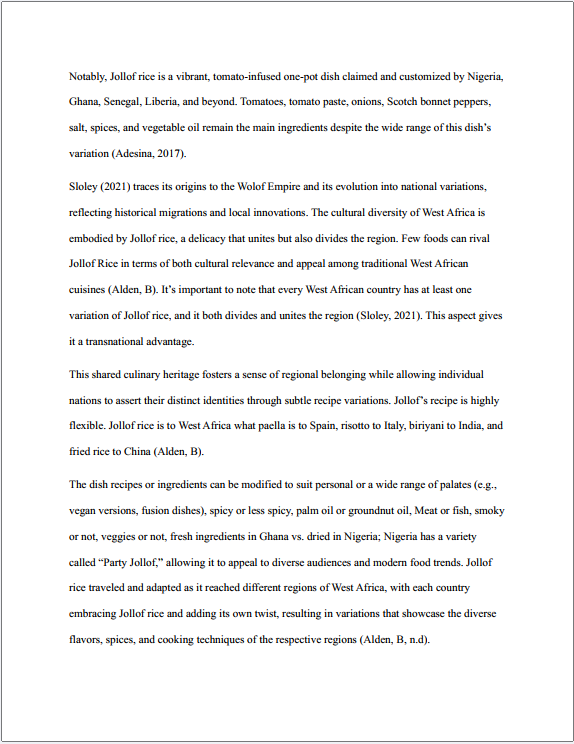 Notably, Jollof rice is a vibrant, tomato-infused one-pot dish claimed and customized by Nigeria,
Ghana, Senegal, Liberia, and beyond. Tomatoes, tomato paste, onions, Scotch bonnet peppers,
salt, spices, and vegetable oil remain the main ingredients despite the wide range of this dish’s
variation (Adesina, 2017).
Sloley (2021) traces its origins to the Wolof Empire and its evolution into national variations,
reflecting historical migrations and local innovations. The cultural diversity of West Africa is
embodied by Jollof rice, a delicacy that unites but also divides the region. Few foods can rival
Jollof Rice in terms of both cultural relevance and appeal among traditional West African
cuisines (Alden, B). It’s important to note that every West African country has at least one
variation of Jollof rice, and it both divides and unites the region (Sloley, 2021). This aspect gives
it a transnational advantage.
This shared culinary heritage fosters a sense of regional belonging while allowing individual
nations to assert their distinct identities through subtle recipe variations. Jollof’s recipe is highly
flexible. Jollof rice is to West Africa what paella is to Spain, risotto to Italy, biriyani to India, and
fried rice to China (Alden, B).
The dish recipes or ingredients can be modified to suit personal or a wide range of palates (e.g.,
vegan versions, fusion dishes), spicy or less spicy, palm oil or groundnut oil, Meat or fish, smoky
or not, veggies or not, fresh ingredients in Ghana vs. dried in Nigeria; Nigeria has a variety
called “Party Jollof,” allowing it to appeal to diverse audiences and modern food trends. Jollof
rice traveled and adapted as it reached different regions of West Africa, with each country
embracing Jollof rice and adding its own twist, resulting in variations that showcase the diverse
flavors, spices, and cooking techniques of the respective regions (Alden, B, n.d).